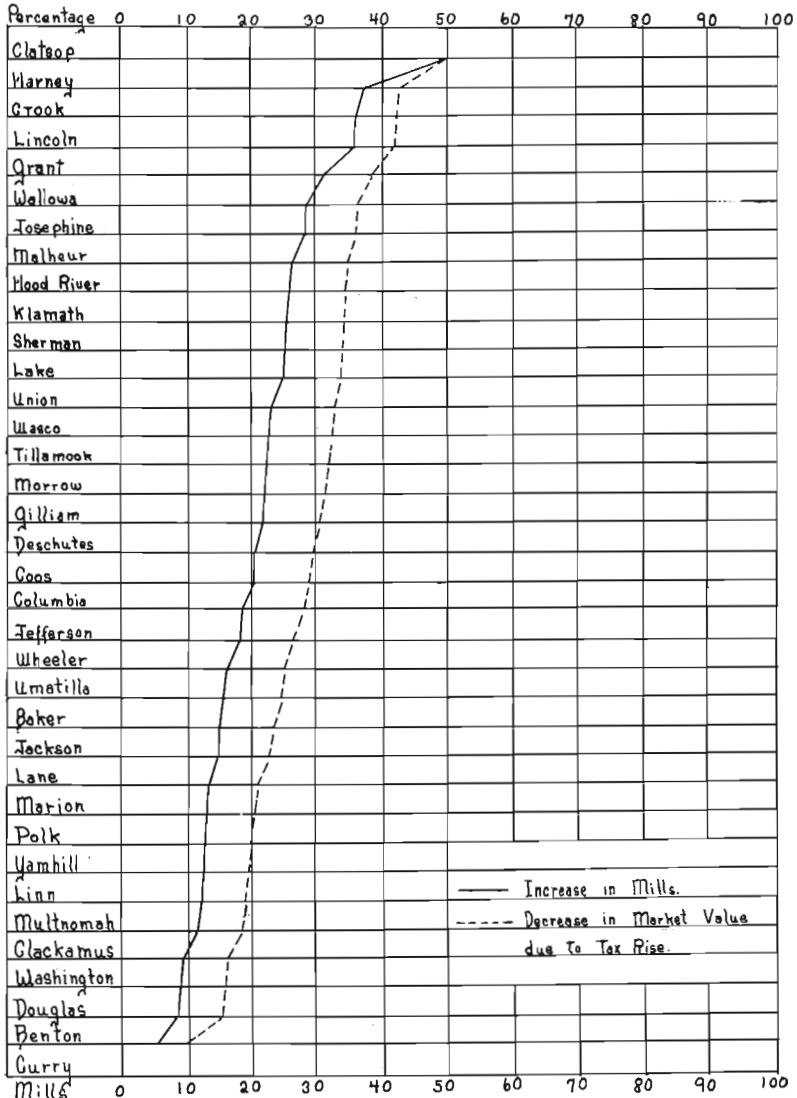 Percentage 0 10 20 30 40 50 60 70 80 90 100
Clatsop
Harney
Crook
Lincoln
Grant
Wallowa
Josephine
Malheur
Hood River
Klamath
Sherman
Lake
Union
Wasco
Tillamook
Morrow
Gilliam
Deschutes
Coos
Columbia
Jefferson
Wheeler
Umatilla
Baker
Jackson
Lane
Marion
Polk
Yamhill
Linn
Multnomah
Clackamus
Washington
Douglas
Benton
Curry
Increase in Mills.
Decrease in Market Value
due to Tax Rise.
Mills 0 10 20 30 40 50 60 70 80 90 100